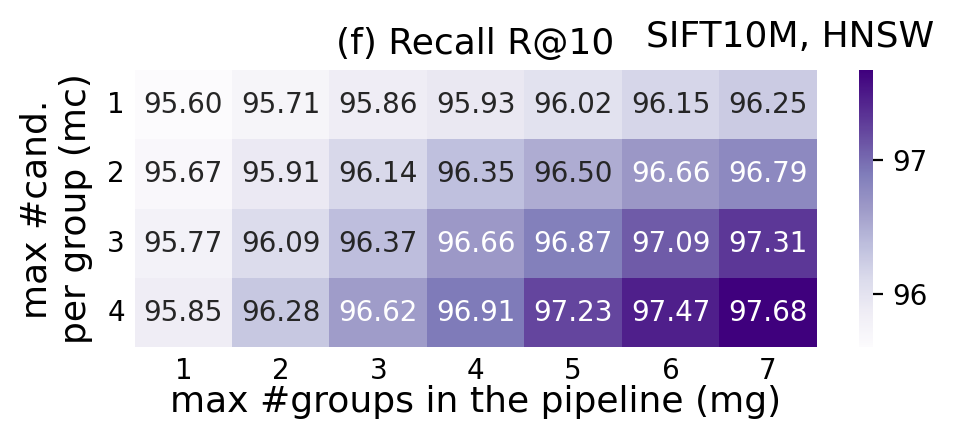 (f) Recall R@10 SIFT10M, HNSW
max #cand.
per group (mc)
1 95.60 95.71 95.86 95.93 96.02 96.15 96.25
2 95.67 95.91 96.14 96.35 96.50 96.66 96.79
3 95.77 96.09 96.37 96.66 96.87 97.09 97.31
4 95.85 96.28 96.62 96.91 97.23 97.47 97.68
1 2 3 4 5 6 7
max #groups in the pipeline (mg)
97
96